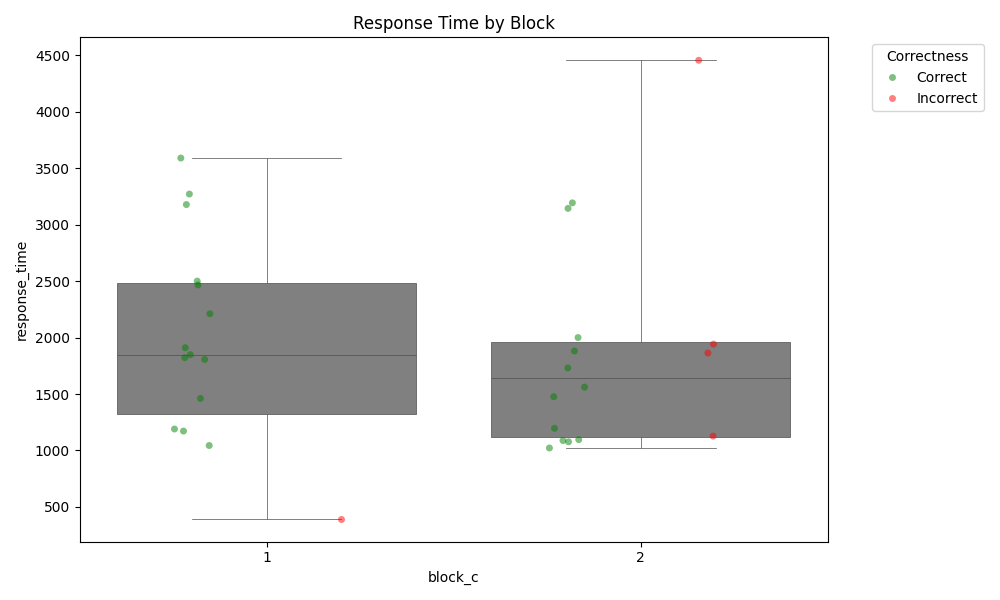 Response Time by Block
Correctness
Correct
Incorrect
response_time
4500
4000
3500
3000
2500
2000
1500
1000
500
1
2
block_c